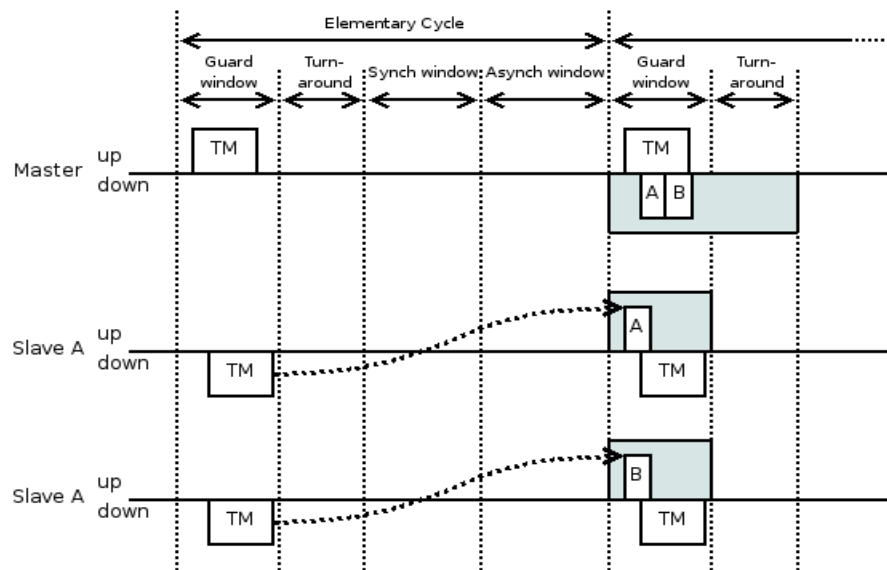 Elementary Cycle
Guard window
Turn-around
Synch window
Asynch window
Guard window
Turn-around
Master
up
down
TM
TM
A
B
Slave A
up
down
TM
A
TM
Slave A
up
down
TM
B
TM